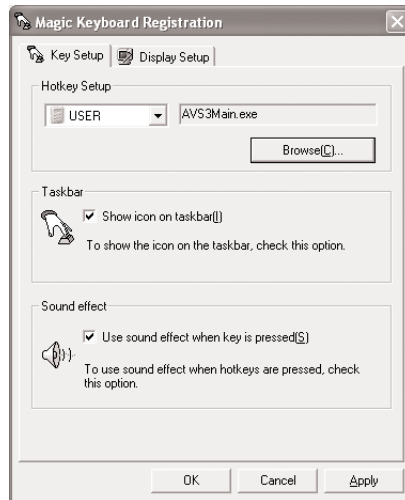 Magic Keyboard Registration
Key Setup
Display Setup
Hotkey Setup
USER
AVS3Main.exe
Browse(C)...
Taskbar
Show icon on taskbar(I)
To show the icon on the taskbar, check this option.
Sound effect
Use sound effect when key is pressed(S)
To use sound effect when hotkeys are pressed, check
this option.
OK
Cancel
Apply